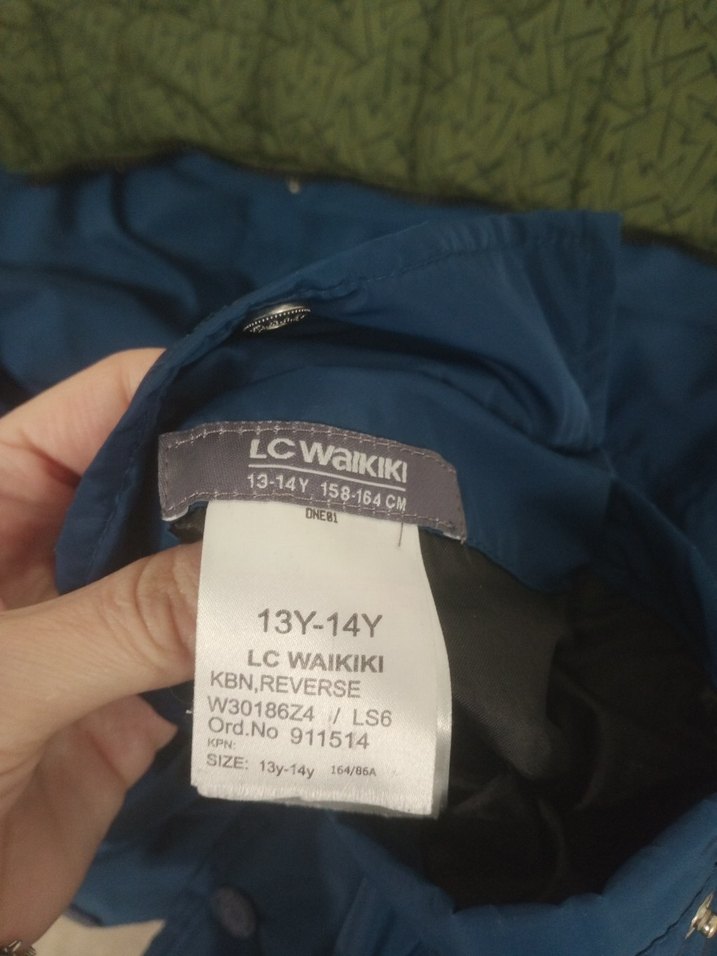 LC WaiKiKi
13-14Y 158-164 CM
DNE01
13Y-14Y
LC WAIKIKI
KBN,REVERSE
W30186Z4 / LS6
Ord.No 911514
KPN:
SIZE: 13y-14y 164/86A